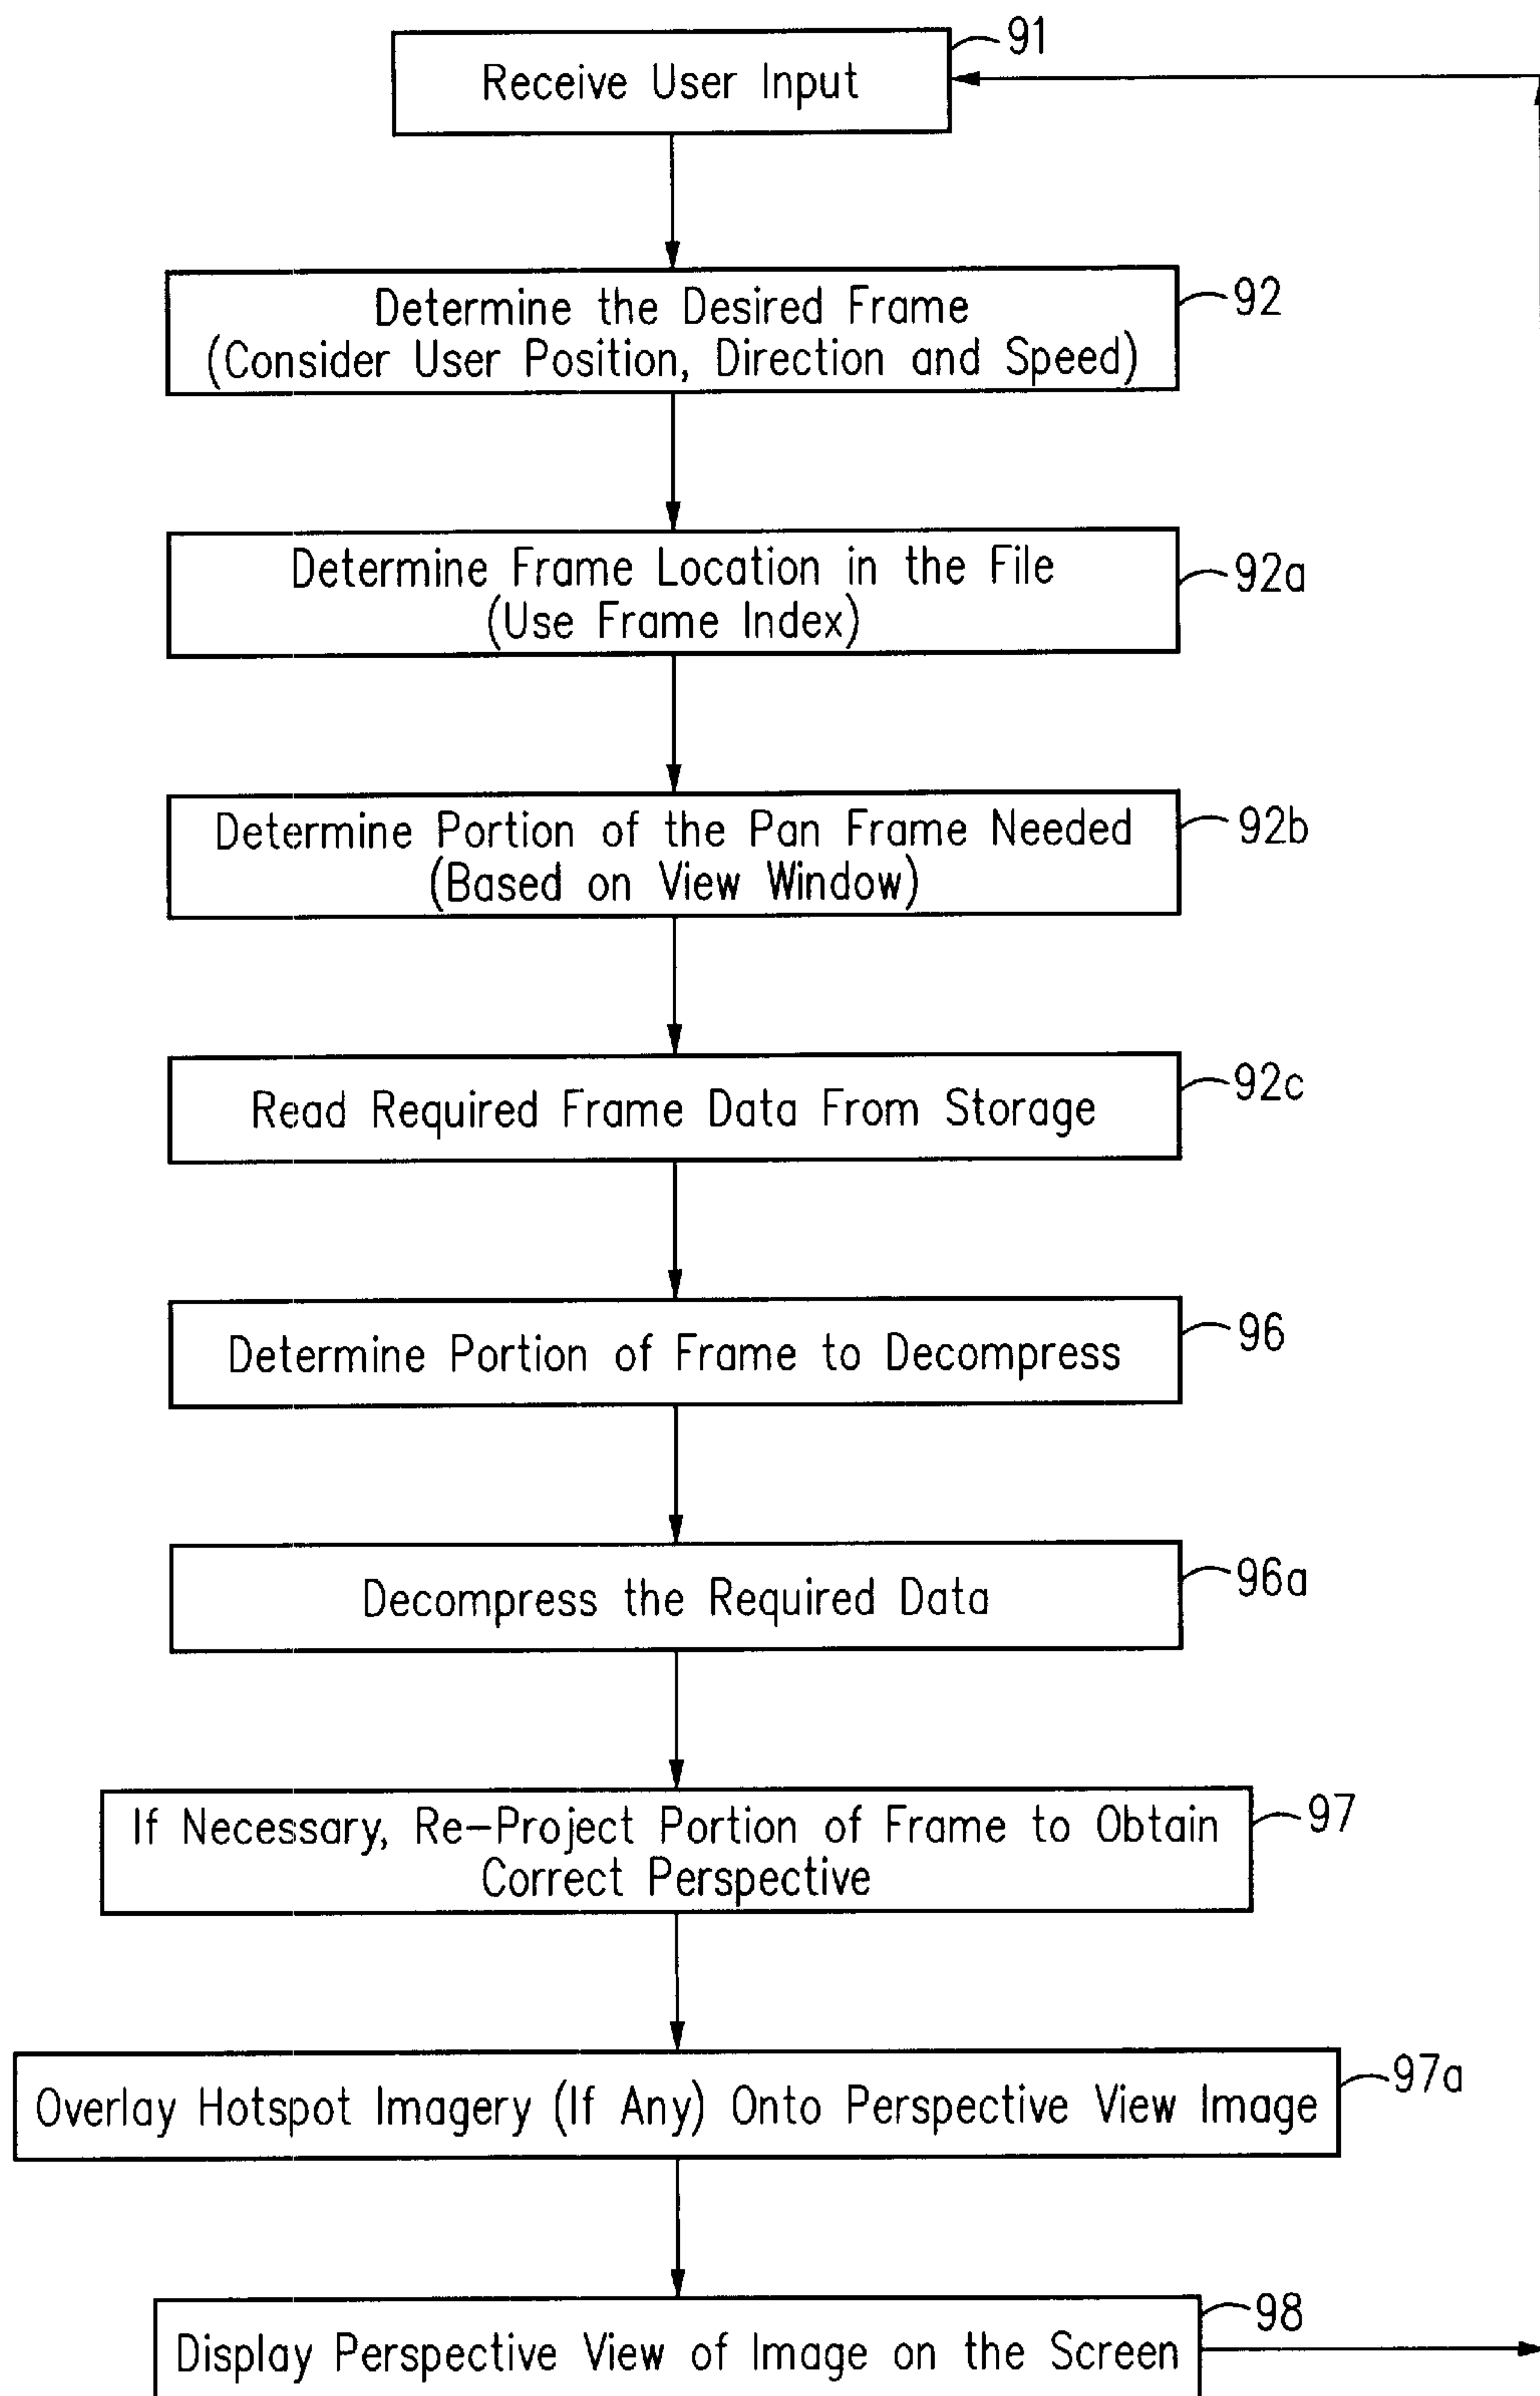 91
Receive User Input
92
Determine the Desired Frame
(Consider User Position, Direction and Speed)
92a
Determine Frame Location in the File
(Use Frame Index)
92b
Determine Portion of the Pan Frame Needed
(Based on View Window)
92c
Read Required Frame Data From Storage
96
Determine Portion of Frame to Decompress
96a
Decompress the Required Data
97
If Necessary, Re-Project Portion of Frame to Obtain
Correct Perspective
97a
Overlay Hotspot Imagery (If Any) Onto Perspective View Image
98
Display Perspective View of Image on the Screen